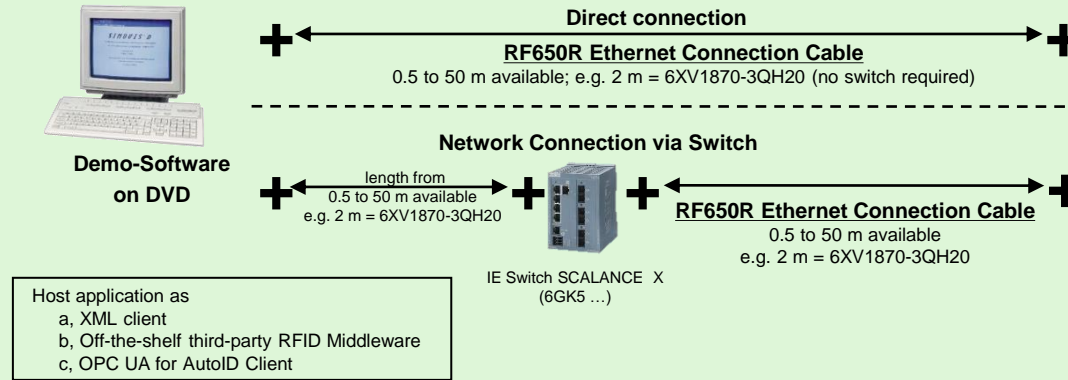 Direct connection
RF650R Ethernet Connection Cable
0.5 to 50 m available; e.g. 2 m = 6XV1870-3QH20 (no switch required)
Network Connection via Switch
Demo-Software
on DVD
length from
0.5 to 50 m available
e.g. 2 m = 6XV1870-3QH20
RF650R Ethernet Connection Cable
0.5 to 50 m available
e.g. 2 m = 6XV1870-3QH20
IE Switch SCALANCE X
(6GK5 ...)
Host application as
a, XML client
b, Off-the-shelf third-party RFID Middleware
c, OPC UA for AutoID Client